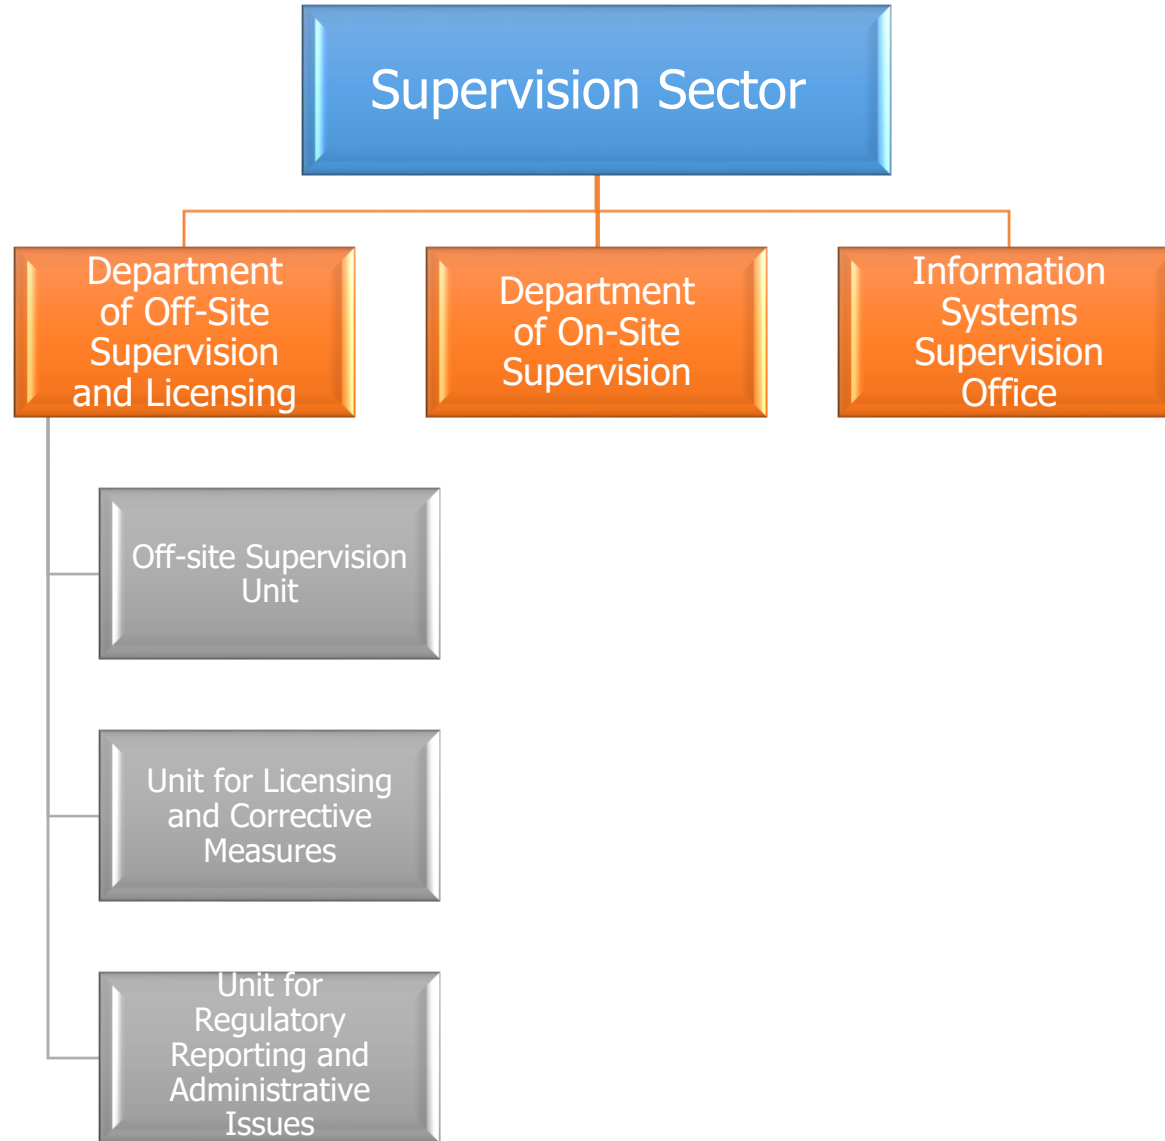 Supervision Sector
Department
of Off-Site
Supervision
and Licensing
Department
of On-Site
Supervision
Information
Systems
Supervision
Office
Off-site Supervision
Unit
Unit for Licensing
and Corrective
Measures
Unit for
Regulatory
Reporting and
Administrative
Issues